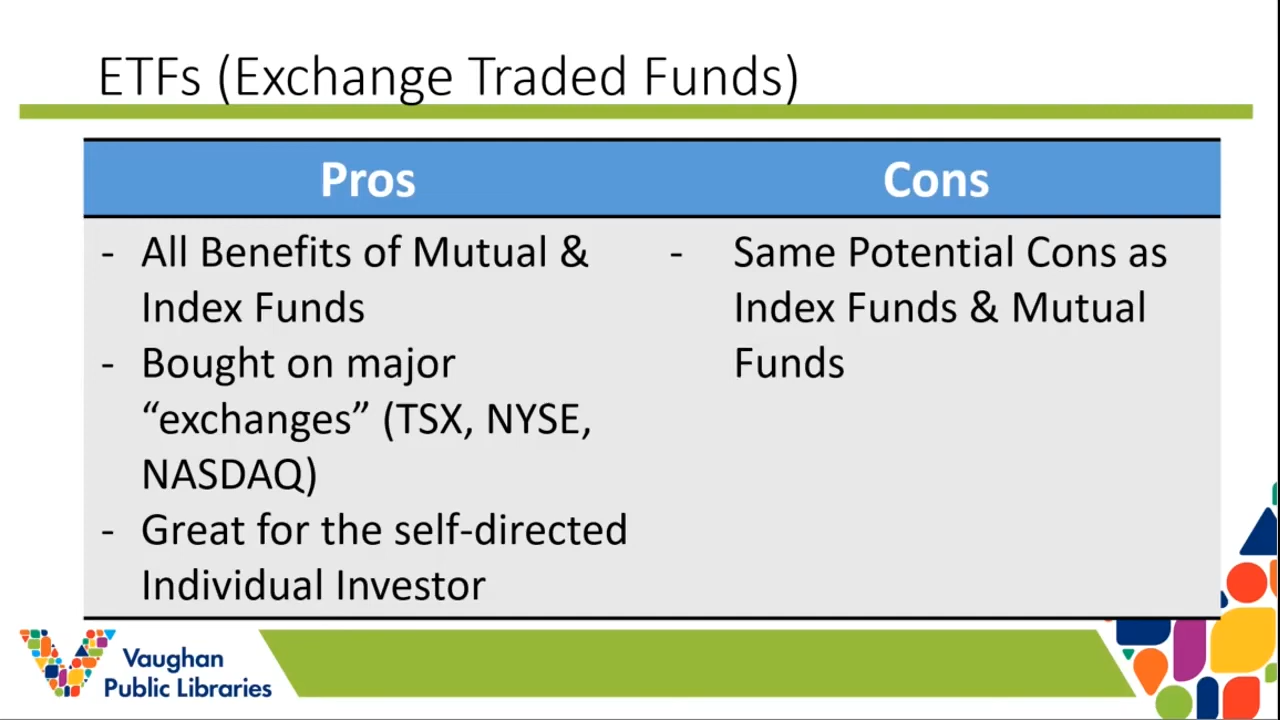 ETFs (Exchange Traded Funds)
Pros
Cons
- All Benefits of Mutual &
Index Funds
- Bought on major
“exchanges” (TSX, NYSE,
NASDAQ)
- Great for the self-directed
Individual Investor
- Same Potential Cons as
Index Funds & Mutual
Funds
Vaughan
Public Libraries